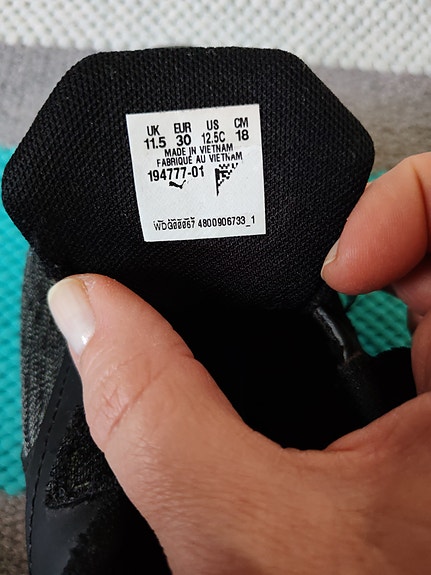 UK EUR US CM
11.5 30 12.5C 18
MADE IN VIETNAM
FABRIQUÉ AU VIETNAM
194777-01
WDG00067 4800906733_1